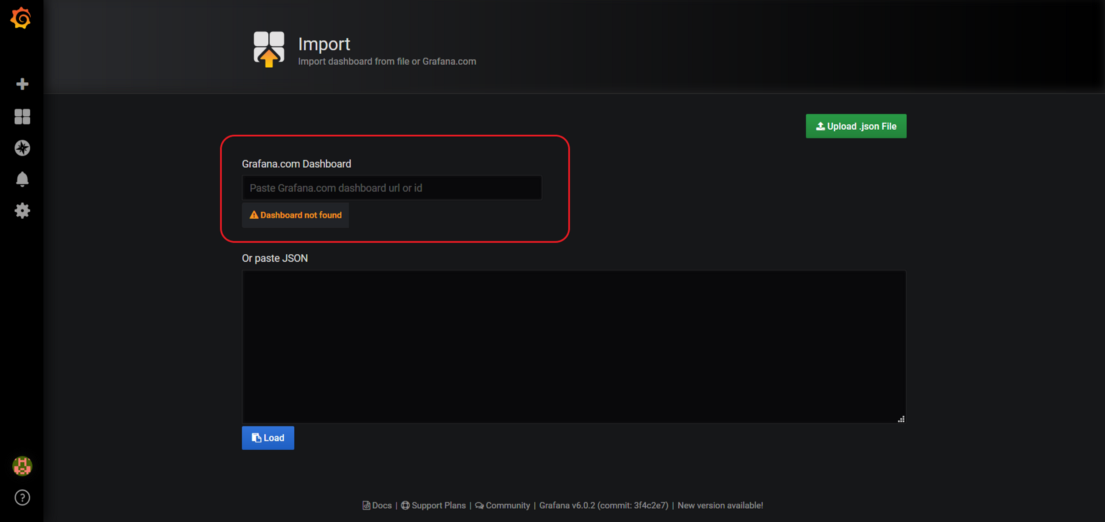 Import
Import dashboard from file or Grafana.com
Upload .json File
Grafana.com Dashboard
Paste Grafana.com dashboard url or id
Dashboard not found
Or paste JSON
Load
Docs | Support Plans | Community | Grafana v6.0.2 (commit: 3f4c2e7) | New version available!